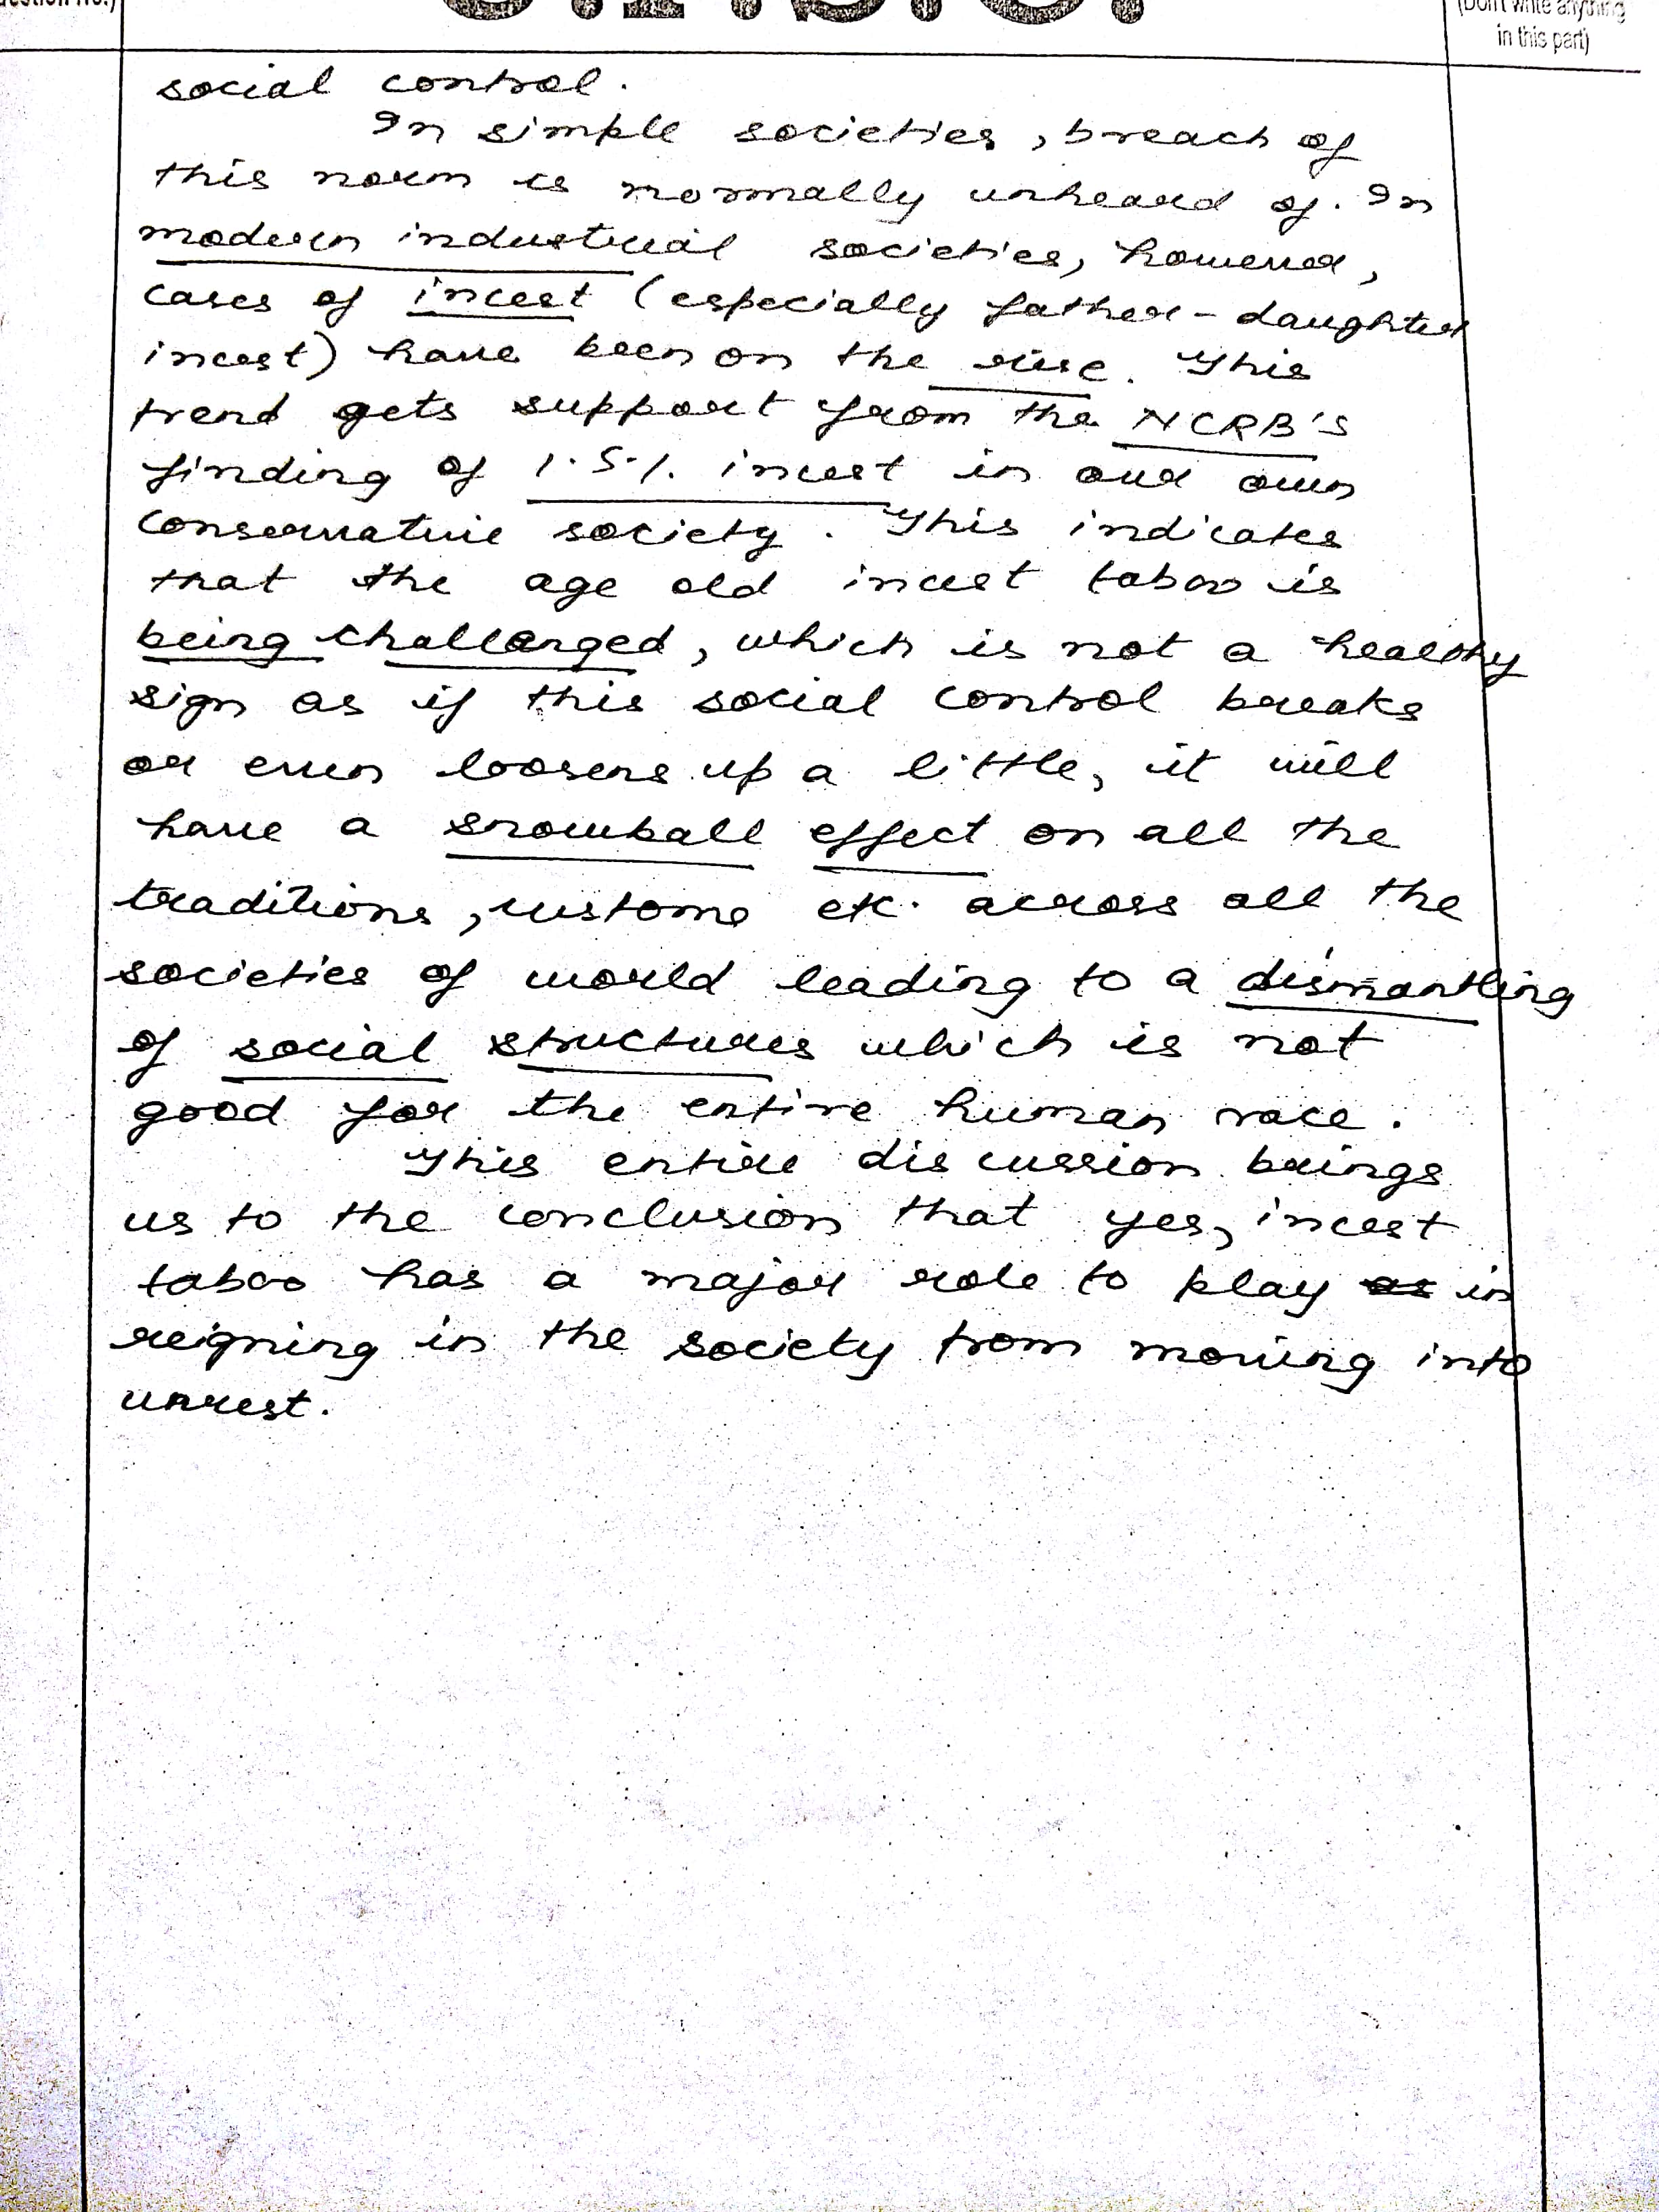 (Don't write anything
in this part)
social control.
In simple societies, breach of
this norm is normally unheard of. In
modern industrial societies, however,
cases of incest (especially father-daughter
incest) have been on the rise. This
trend gets support from the NCRB's
finding of 1.5% incest in our own
conservative society. This indicates
that the age old incest taboo is
being challenged, which is not a healthy
sign as if this social control breaks
or even loosens up a little, it will
have a snowball effect on all the
traditions, customs etc. across all the
societies of world leading to a dismantling
of social structures which is not
good for the entire human race.
This entire discussion brings
us to the conclusion that yes, incest
taboo has a major role to play as in
reigning in the society from moving into
unrest.